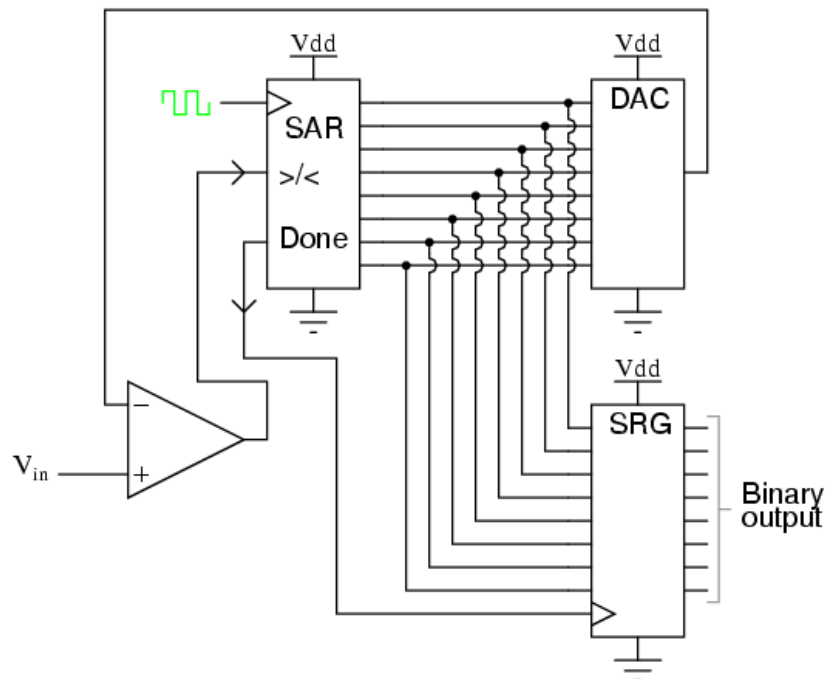 Vdd
Vdd
SAR
DAC
>/<
Done
Vdd
−
SRG
Vin
+
Binary
output